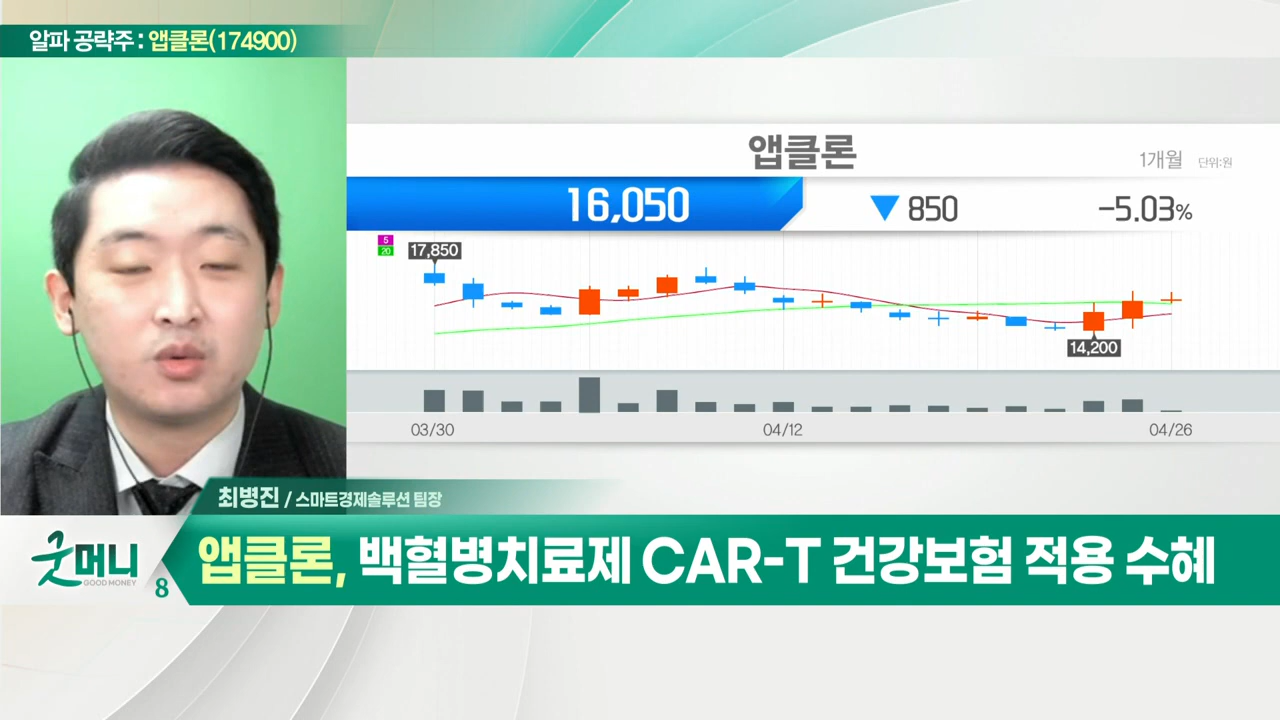 알파 공략주 : 앱클론(174900)
앱클론
1개월 단위:원
16,050 ▼ 850 -5.03%
5
20
17,850
14,200
03/30 04/12 04/26
최병진 / 스마트경제솔루션 팀장
굿머니
GOOD MONEY
8
앱클론, 백혈병치료제 CAR-T 건강보험 적용 수혜